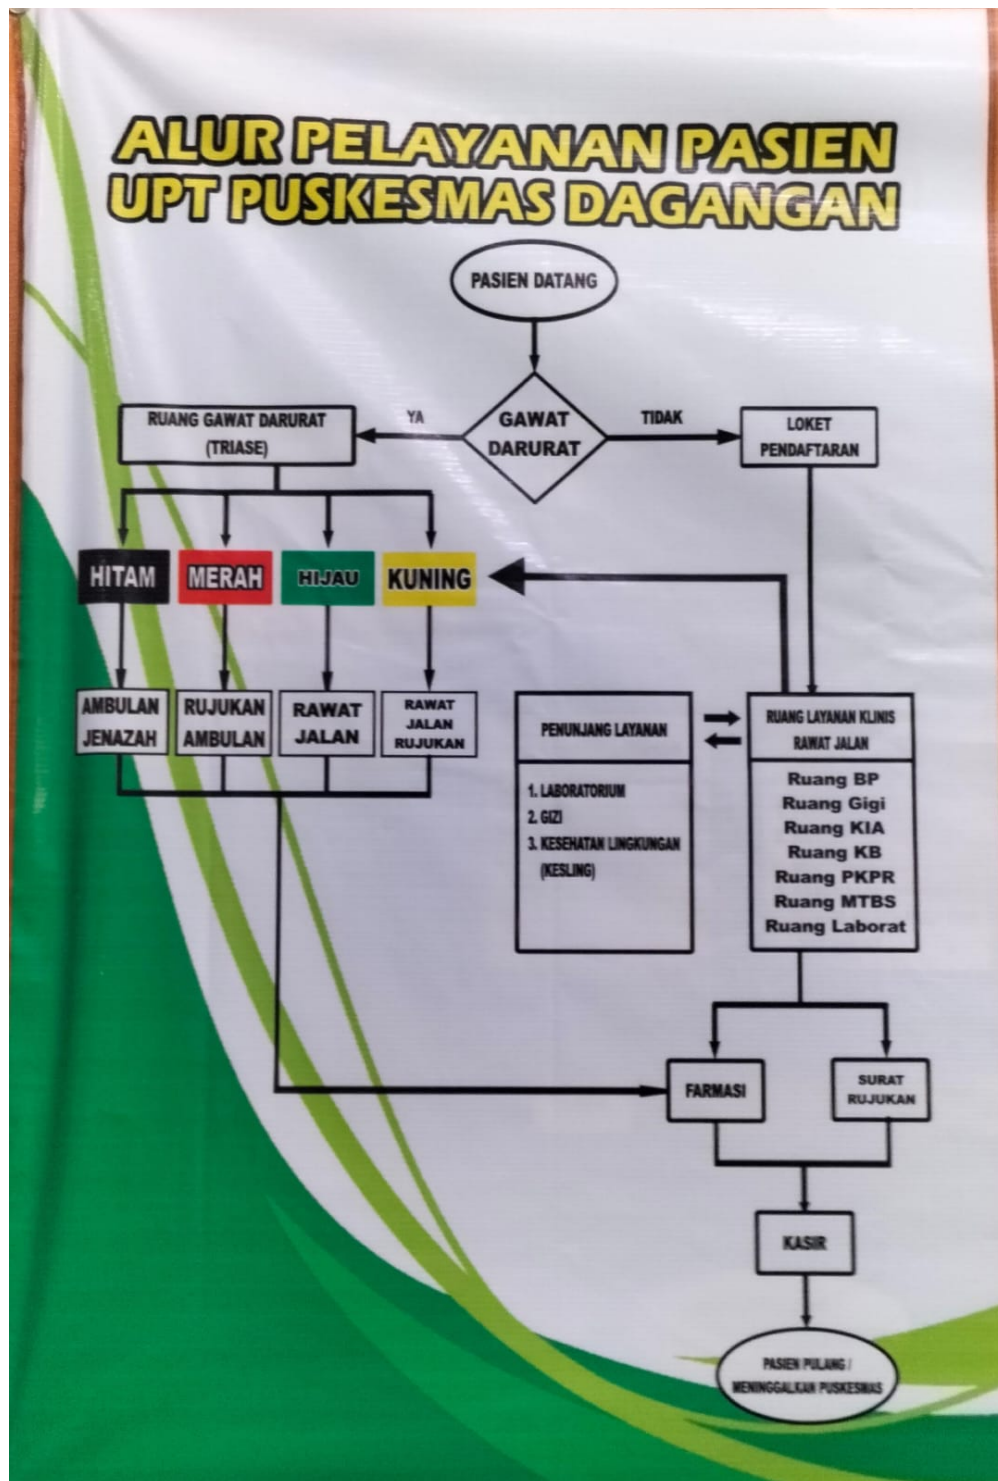 ALUR PELAYANAN PASIEN
UPT PUSKESMAS DAGANGAN
PASIEN DATANG
GAWAT
DARURAT
YA
TIDAK
RUANG GAWAT DARURAT
(TRIASE)
LOKET
PENDAFTARAN
HITAM
MERAH
HIJAU
KUNING
AMBULAN
JENAZAH
RUJUKAN
AMBULAN
RAWAT
JALAN
RAWAT
JALAN
RUJUKAN
PENUNJANG LAYANAN
1. LABORATORIUM
2. GIZI
3. KESEHATAN LINGKUNGAN
(KESLING)
RUANG LAYANAN KLINIS
RAWAT JALAN
Ruang BP
Ruang Gigi
Ruang KIA
Ruang KB
Ruang PKPR
Ruang MTBS
Ruang Laborat
FARMASI
SURAT
RUJUKAN
KASIR
PASIEN PULANG /
MENINGGALKAN PUSKESMAS